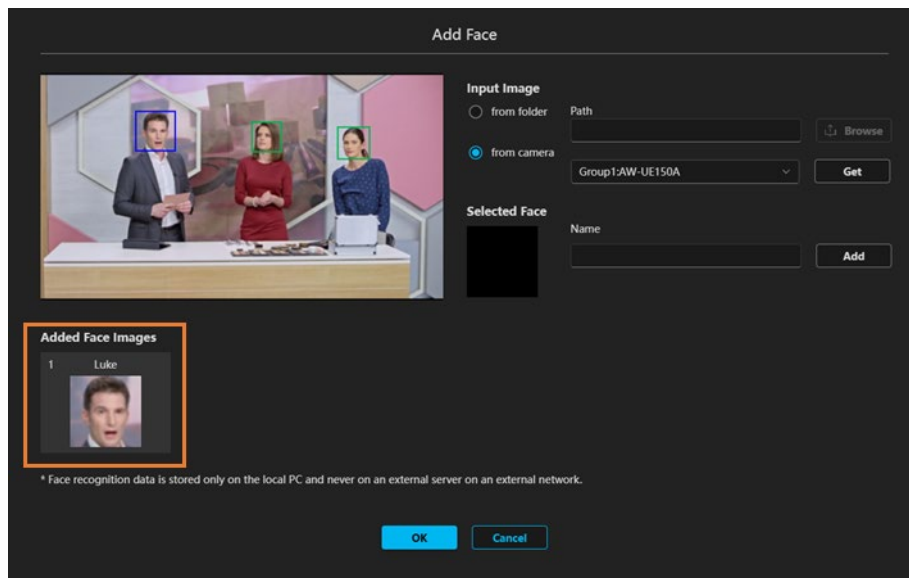 Add Face
Input Image
from folder
Path
Browse
from camera
Group1:AW-UE150A
Get
Selected Face
Name
Add
Added Face Images
1 Luke
* Face recognition data is stored only on the local PC and never on an external server on an external network.
OK
Cancel